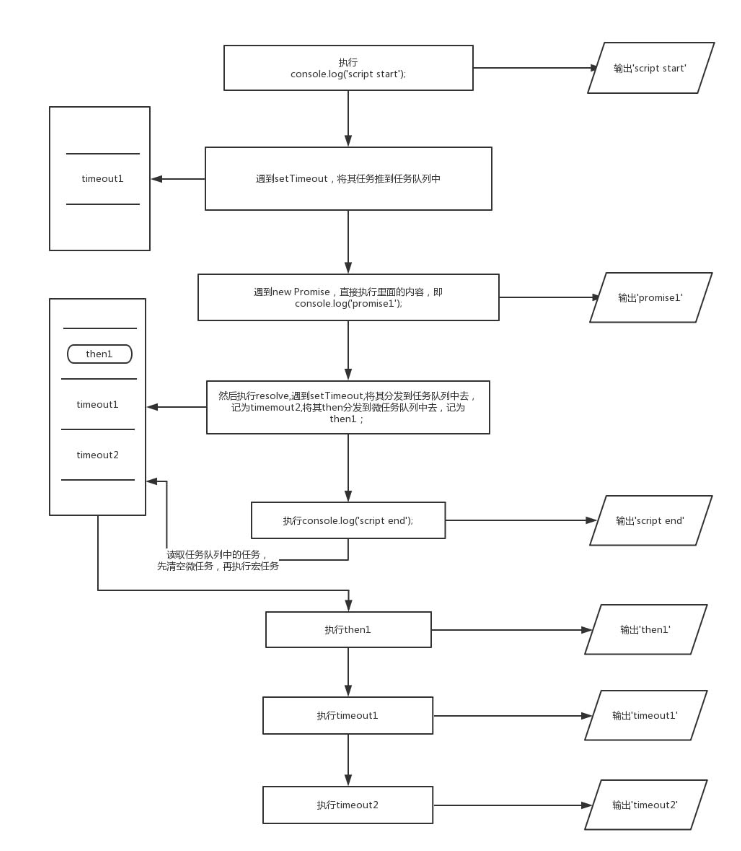 执行
console.log('script start');
输出'script start'
timeout1
遇到setTimeout，将其任务推到任务队列中
遇到new Promise，直接执行里面的内容，即
console.log('promise1');
输出'promise1'
then1
timeout1
timeout2
然后执行resolve,遇到setTimeout,将其分发到任务队列中去，
记为timemout2,将其then分发到微任务队列中去，记为
then1；
执行console.log('script end');
输出'script end'
读取任务队列中的任务，
先清空微任务，再执行宏任务
执行then1
输出'then1'
执行timeout1
输出'timeout1'
执行timeout2
输出'timeout2'